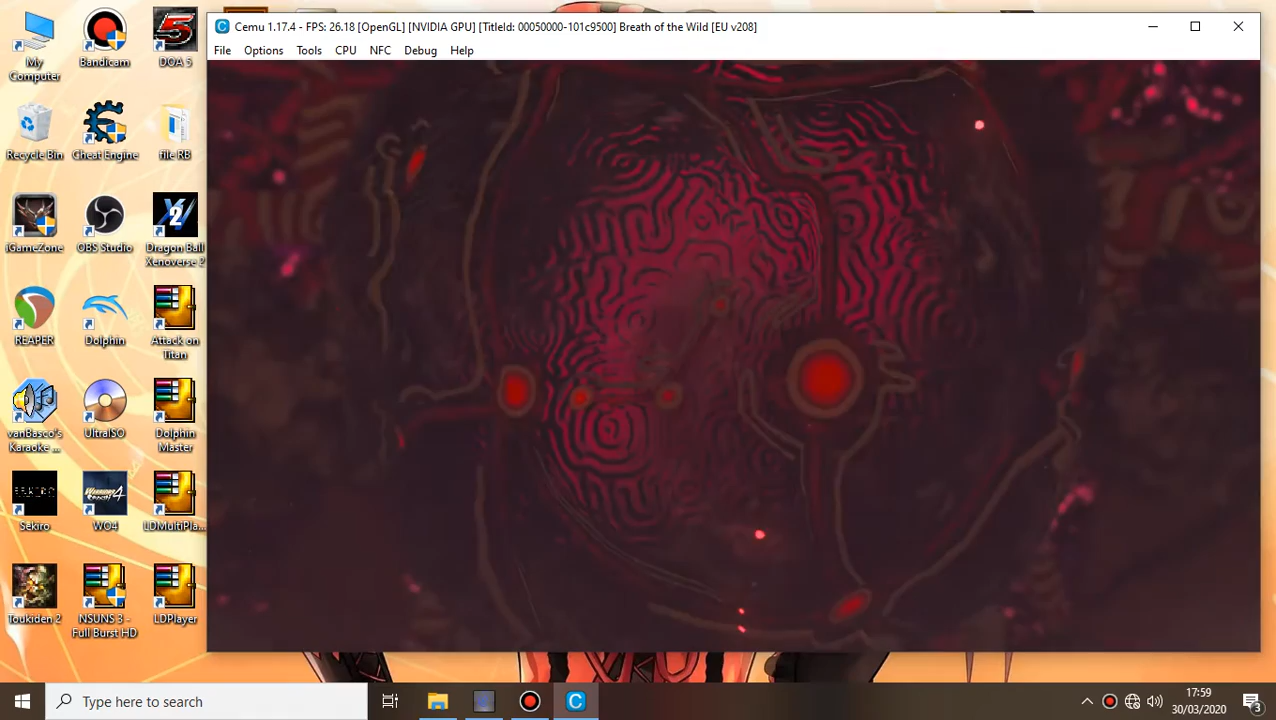 Cemu 1.17.4 - FPS: 26.18 [OpenGL] [NVIDIA GPU] [TitleId: 00050000-101c9500] Breath of the Wild [EU v208]
File Options Tools CPU NFC Debug Help
My Computer
Bandicam
DOA 5
Recycle Bin
Cheat Engine
file RB
iGameZone
OBS Studio
Dragon Ball Xenoverse 2
REAPER
Dolphin
Attack on Titan
vanBasco's Karaoke ...
UltraISO
Dolphin Master
Sekiro
WO4
LDMultiPla...
Toukiden 2
NSUNS 3 - Full Burst HD
LDPlayer
Type here to search
17:59
30/03/2020
3